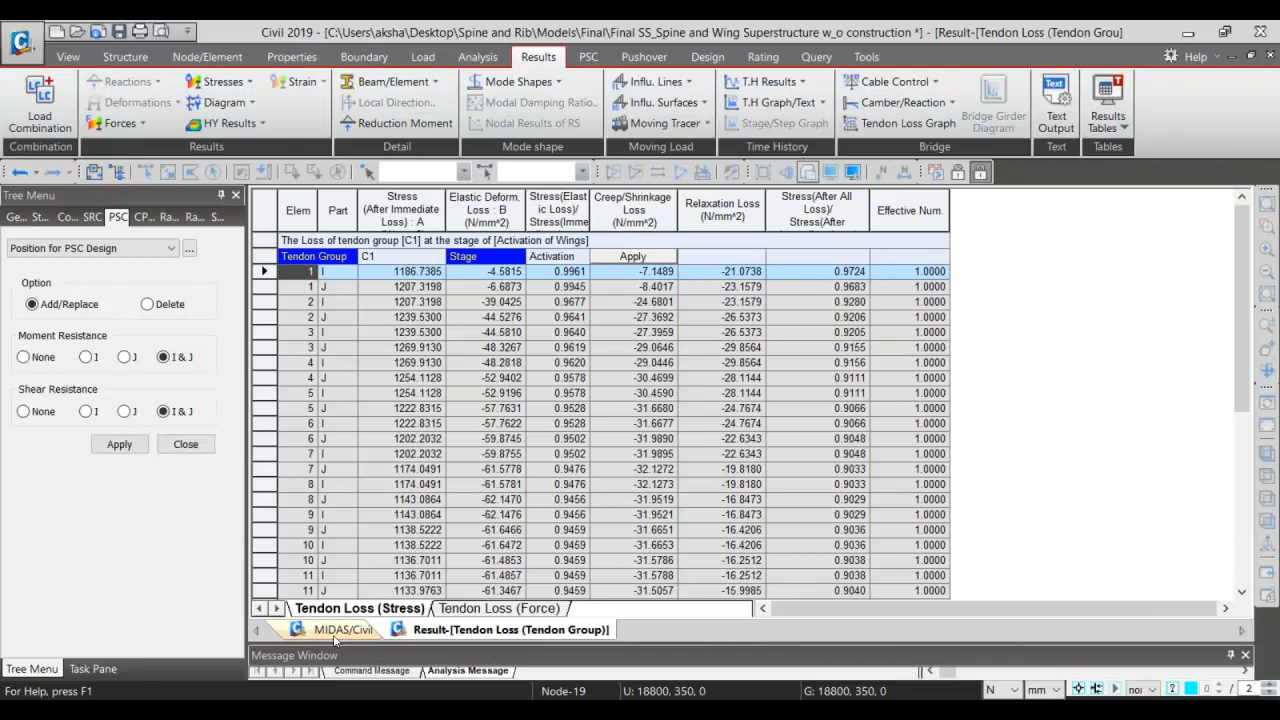 Civil 2019 - [C:\Users\aksha\Desktop\Spine and Rib\Models\Final\Final SS_Spine and Wing Superstructure w_o construction *] - [Result-[Tendon Loss (Tendon Grou]
View Structure Node/Element Properties Boundary Load Analysis Results PSC Pushover Design Rating Query Tools Help
Reactions Stresses Strain Beam/Element Mode Shapes Influ. Lines T.H Results Cable Control
Deformations Diagram Local Direction.. Modal Damping Ratio.. Influ. Surfaces T.H Graph/Text Camber/Reaction
Forces HY Results Reduction Moment Nodal Results of RS Moving Tracer Stage/Step Graph Tendon Loss Graph
Load Combination
Bridge Girder Diagram
Text Output
Results Tables
Combination Results Detail Mode shape Moving Load Time History Bridge Text Tables
Tree Menu
Ge... St... Co... SRC PSC CP... Ra... Ra... S...
Position for PSC Design ...
Option
Add/Replace Delete
Moment Resistance
None I J I & J
Shear Resistance
None I J I & J
Apply Close
Elem Part Stress (After Immediate Loss) : A Elastic Deform. Loss : B (N/mm^2) Stress(Elast ic Loss)/ Stress(Imme Creep/Shrinkage Loss (N/mm^2) Relaxation Loss (N/mm^2) Stress(After All Loss)/ Stress(After Effective Num.
The Loss of tendon group [C1] at the stage of [Activation of Wings]
Tendon Group C1 Stage Activation Apply
1 I 1186.7385 -4.5815 0.9961 -7.1489 -21.0738 0.9724 1.0000
1 J 1207.3198 -6.6873 0.9945 -8.4017 -23.1579 0.9683 1.0000
2 I 1207.3198 -39.0425 0.9677 -24.6801 -23.1579 0.9280 1.0000
2 J 1239.5300 -44.5276 0.9641 -27.3692 -26.5373 0.9206 1.0000
3 I 1239.5300 -44.5810 0.9640 -27.3959 -26.5373 0.9205 1.0000
3 J 1269.9130 -48.3267 0.9619 -29.0646 -29.8564 0.9155 1.0000
4 I 1269.9130 -48.2818 0.9620 -29.0446 -29.8564 0.9156 1.0000
4 J 1254.1128 -52.9402 0.9578 -30.4699 -28.1144 0.9111 1.0000
5 I 1254.1128 -52.9196 0.9578 -30.4590 -28.1144 0.9111 1.0000
5 J 1222.8315 -57.7631 0.9528 -31.6680 -24.7674 0.9066 1.0000
6 I 1222.8315 -57.7622 0.9528 -31.6677 -24.7674 0.9066 1.0000
6 J 1202.2032 -59.8745 0.9502 -31.9890 -22.6343 0.9048 1.0000
7 I 1202.2032 -59.8755 0.9502 -31.9895 -22.6343 0.9048 1.0000
7 J 1174.0491 -61.5778 0.9476 -32.1272 -19.8180 0.9033 1.0000
8 I 1174.0491 -61.5781 0.9476 -32.1273 -19.8180 0.9033 1.0000
8 J 1143.0864 -62.1470 0.9456 -31.9519 -16.8473 0.9029 1.0000
9 I 1143.0864 -62.1476 0.9456 -31.9521 -16.8473 0.9029 1.0000
9 J 1138.5222 -61.6466 0.9459 -31.6651 -16.4206 0.9036 1.0000
10 I 1138.5222 -61.6472 0.9459 -31.6653 -16.4206 0.9036 1.0000
10 J 1136.7011 -61.4853 0.9459 -31.5786 -16.2512 0.9038 1.0000
11 I 1136.7011 -61.4857 0.9459 -31.5788 -16.2512 0.9038 1.0000
11 J 1133.9763 -61.3467 0.9459 -31.5057 -15.9985 0.9040 1.0000
Tendon Loss (Stress) Tendon Loss (Force)
MIDAS/Civil Result-[Tendon Loss (Tendon Group)]
Message Window
Tree Menu Task Pane Command Message Analysis Message
For Help, press F1 Node-19 U: 18800, 350, 0 G: 18800, 350, 0 N mm nor 0 / 2